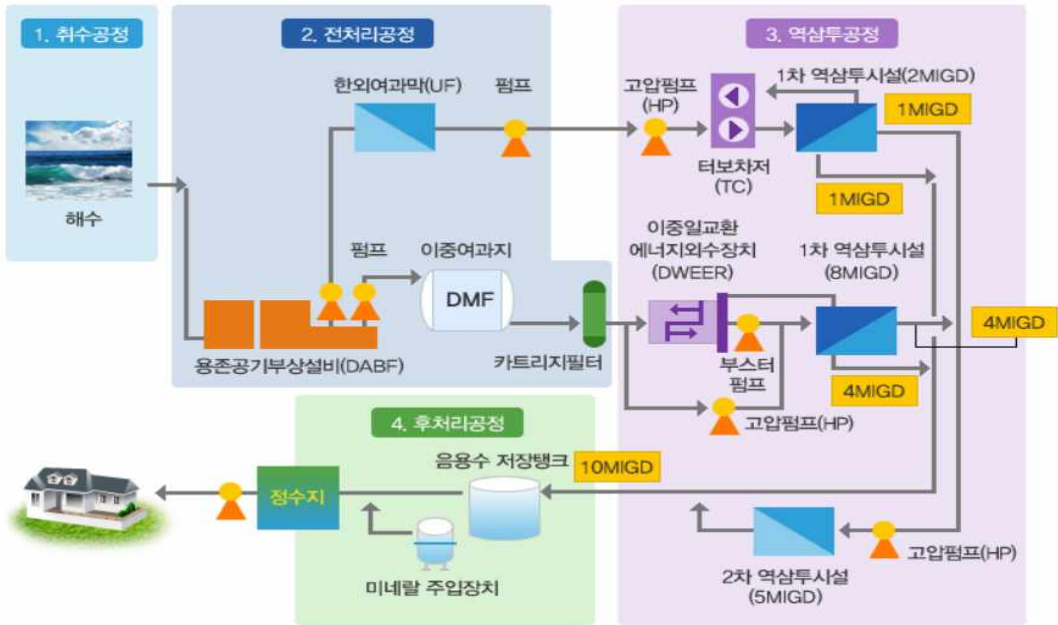 1. 취수공정
해수
2. 전처리공정
한외여과막(UF)
펌프
펌프
이중여과지
DMF
용존공기부상설비(DABF)
카트리지필터
3. 역삼투공정
고압펌프
(HP)
터보차저
(TC)
1차 역삼투시설(2MIGD)
1MIGD
1MIGD
이중일교환
에너지외수장치
(DWEER)
부스터
펌프
고압펌프(HP)
1차 역삼투시설
(8MIGD)
4MIGD
4MIGD
10MIGD
고압펌프(HP)
2차 역삼투시설
(5MIGD)
4. 후처리공정
음용수 저장탱크
정수지
미네랄 주입장치